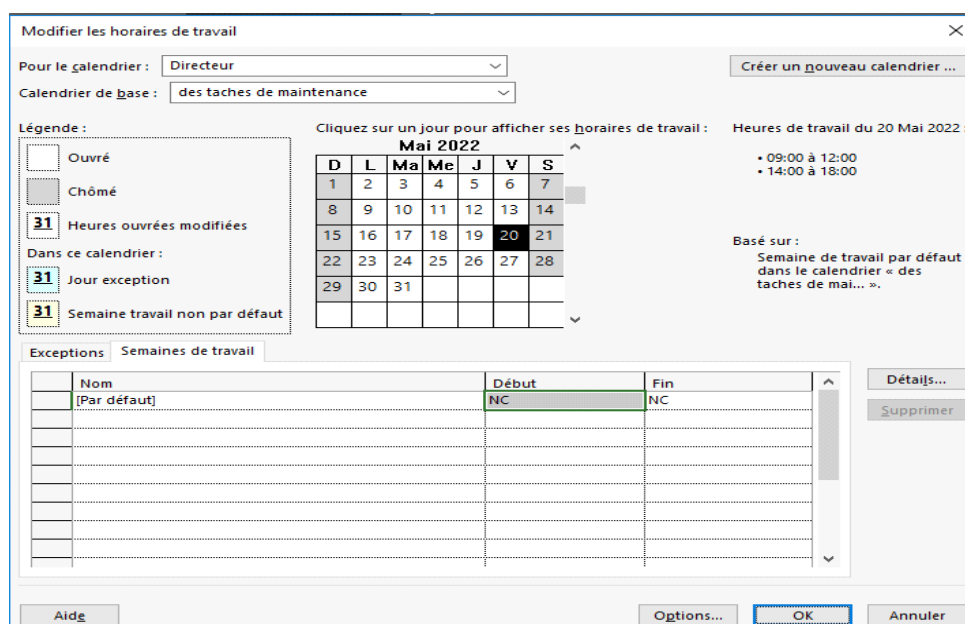 Modifier les horaires de travail
Pour le calendrier : Directeur
Créer un nouveau calendrier ...
Calendrier de base : des taches de maintenance
Légende :
Ouvré
Chômé
31 Heures ouvrées modifiées
Dans ce calendrier :
31 Jour exception
31 Semaine travail non par défaut
Cliquez sur un jour pour afficher ses horaires de travail :
Mai 2022
D L Ma Me J V S
1 2 3 4 5 6 7
8 9 10 11 12 13 14
15 16 17 18 19 20 21
22 23 24 25 26 27 28
29 30 31
Heures de travail du 20 Mai 2022 :
• 09:00 à 12:00
• 14:00 à 18:00
Basé sur :
Semaine de travail par défaut
dans le calendrier « des
taches de mai... ».
Exceptions Semaines de travail
Nom Début Fin
[Par défaut] NC NC
Détails...
Supprimer
Aide Options... OK Annuler